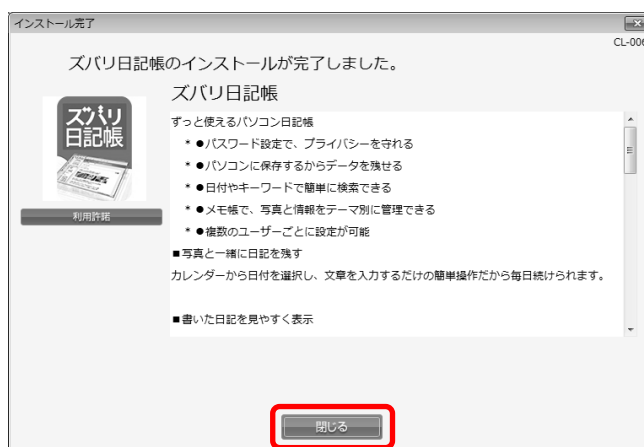 インストール完了
CL-006
ズバリ日記帳のインストールが完了しました。
ズバリ
日記帳
利用許諾
ズバリ日記帳
ずっと使えるパソコン日記帳
* ●パスワード設定で、プライバシーを守れる
* ●パソコンに保存するからデータを残せる
* ●日付やキーワードで簡単に検索できる
* ●メモ帳で、写真と情報をテーマ別に管理できる
* ●複数のユーザーごとに設定が可能
■写真と一緒に日記を残す
カレンダーから日付を選択し、文章を入力するだけの簡単操作だから毎日続けられます。
■書いた日記を見やすく表示
閉じる